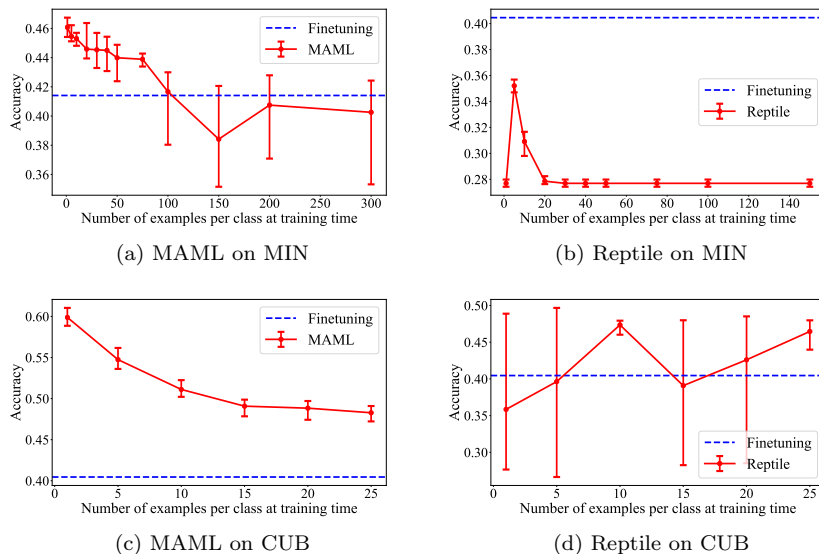 0.46
0.44
0.42
0.40
0.38
0.36
Accuracy
Finetuning
MAML
0 50 100 150 200 250 300
Number of examples per class at training time
(a) MAML on MIN
0.40
0.36
0.32
0.28
Accuracy
Finetuning
Reptile
0 20 40 60 80 100 120 140
Number of examples per class at training time
(b) Reptile on MIN
0.60
0.55
0.50
0.45
0.40
Accuracy
Finetuning
MAML
0 5 10 15 20 25
Number of examples per class at training time
(c) MAML on CUB
0.50
0.45
0.40
0.35
0.30
Accuracy
Finetuning
Reptile
0 5 10 15 20 25
Number of examples per class at training time
(d) Reptile on CUB